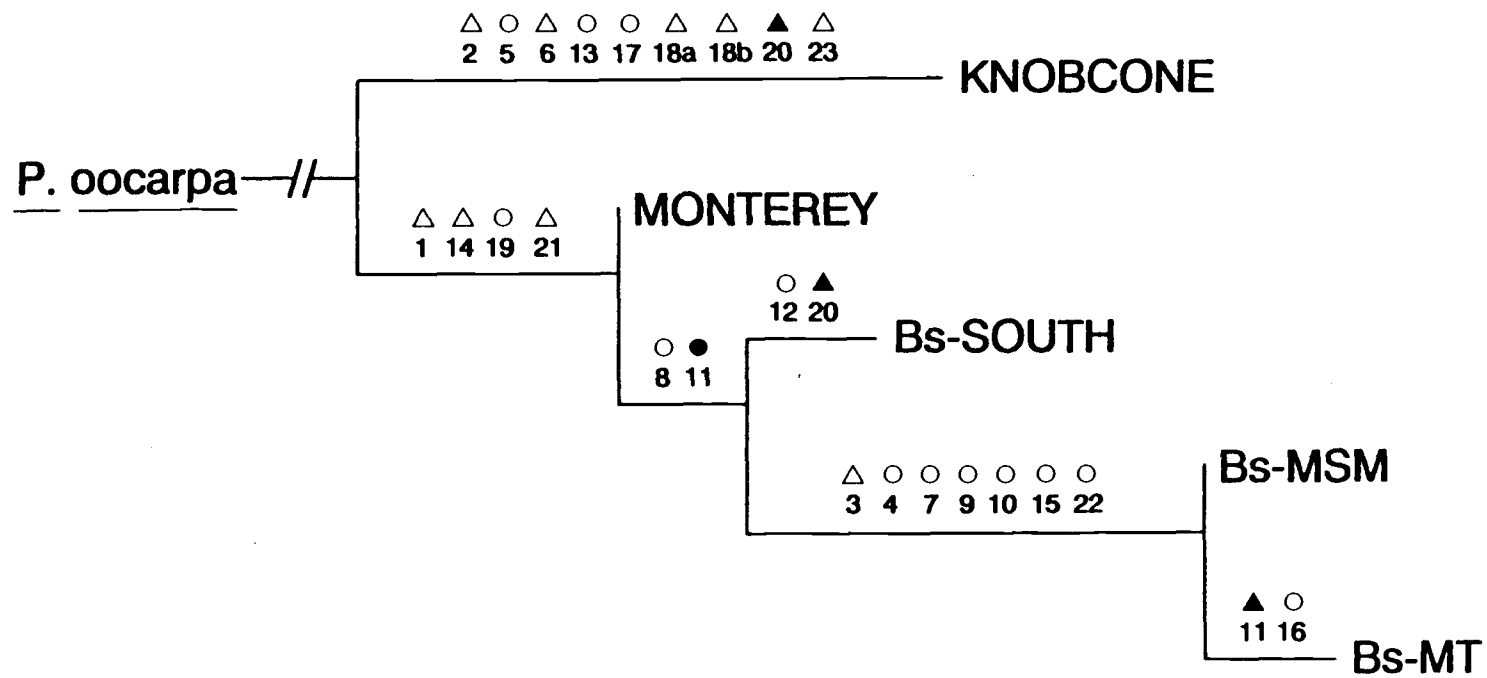 2 5 6 13 17 18a 18b 20 23
KNOBCONE
P. oocarpa
MONTEREY
1 14 19 21
12 20
Bs-SOUTH
8 11
Bs-MSM
3 4 7 9 10 15 22
11 16
Bs-MT